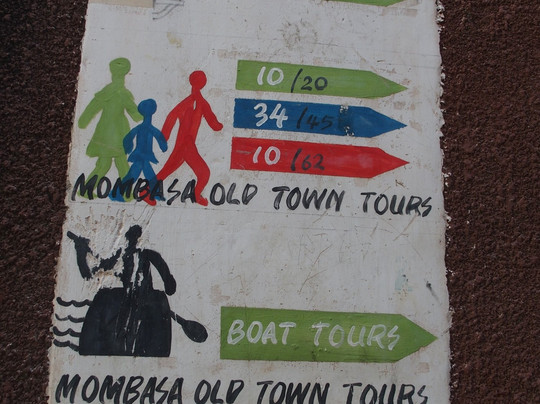 10/20
34/45
10/62
MOMBASA OLD TOWN TOURS
BOAT TOURS
MOMBASA OLD TOWN TOURS